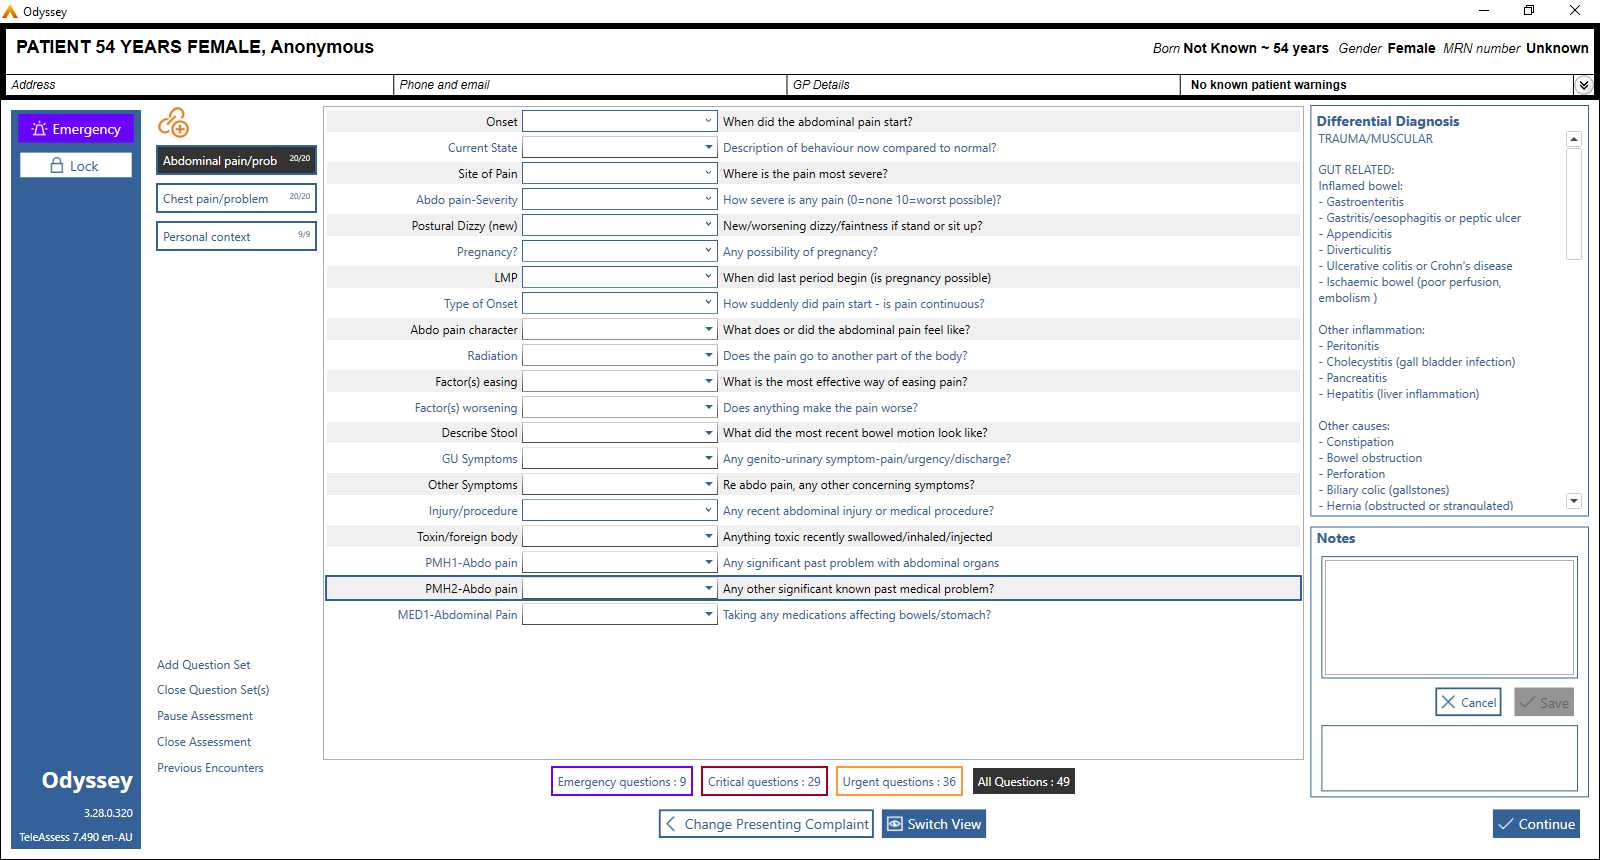 Odyssey
PATIENT 54 YEARS FEMALE, Anonymous
Born Not Known ~ 54 years Gender Female MRN number Unknown
Address
Phone and email
GP Details
No known patient warnings
Emergency
Lock
Abdominal pain/prob 20/20
Chest pain/problem 20/20
Personal context 9/9
Onset When did the abdominal pain start?
Current State Description of behaviour now compared to normal?
Site of Pain Where is the pain most severe?
Abdo pain-Severity How severe is any pain (0=none 10=worst possible)?
Postural Dizzy (new) New/worsening dizzy/faintness if stand or sit up?
Pregnancy? Any possibility of pregnancy?
LMP When did last period begin (is pregnancy possible)
Type of Onset How suddenly did pain start - is pain continuous?
Abdo pain character What does or did the abdominal pain feel like?
Radiation Does the pain go to another part of the body?
Factor(s) easing What is the most effective way of easing pain?
Factor(s) worsening Does anything make the pain worse?
Describe Stool What did the most recent bowel motion look like?
GU Symptoms Any genito-urinary symptom-pain/urgency/discharge?
Other Symptoms Re abdo pain, any other concerning symptoms?
Injury/procedure Any recent abdominal injury or medical procedure?
Toxin/foreign body Anything toxic recently swallowed/inhaled/injected
PMH1-Abdo pain Any significant past problem with abdominal organs
PMH2-Abdo pain Any other significant known past medical problem?
MED1-Abdominal Pain Taking any medications affecting bowels/stomach?
Differential Diagnosis
TRAUMA/MUSCULAR
GUT RELATED:
Inflamed bowel:
- Gastroenteritis
- Gastritis/oesophagitis or peptic ulcer
- Appendicitis
- Diverticulitis
- Ulcerative colitis or Crohn's disease
- Ischaemic bowel (poor perfusion,
embolism )
Other inflammation:
- Peritonitis
- Cholecystitis (gall bladder infection)
- Pancreatitis
- Hepatitis (liver inflammation)
Other causes:
- Constipation
- Bowel obstruction
- Perforation
- Biliary colic (gallstones)
- Hernia (obstructed or strangulated)
Notes
Cancel
Save
Add Question Set
Close Question Set(s)
Pause Assessment
Close Assessment
Previous Encounters
Odyssey
3.28.0.320
TeleAssess 7.490 en-AU
Emergency questions : 9
Critical questions : 29
Urgent questions : 36
All Questions : 49
Change Presenting Complaint
Switch View
Continue